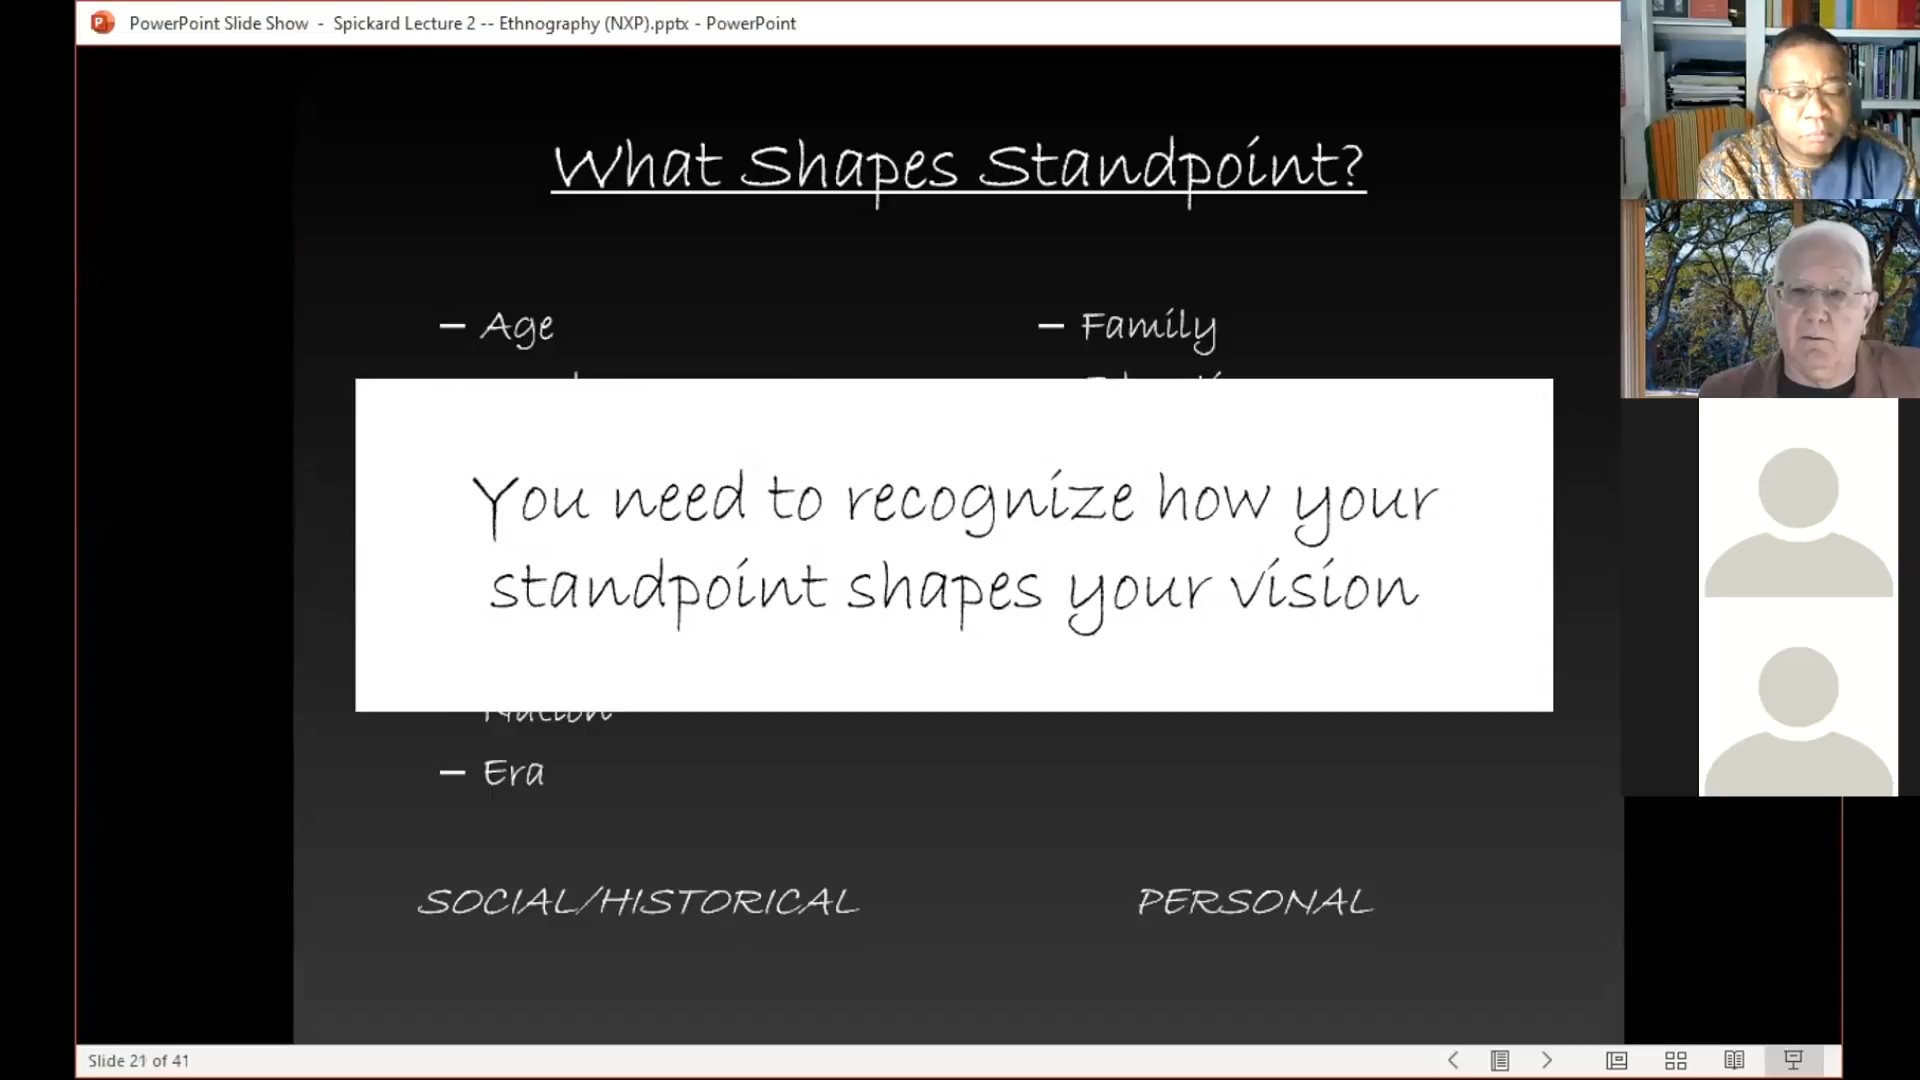 PowerPoint Slide Show - Spickard Lecture 2 -- Ethnography (NXP).pptx - PowerPoint
What Shapes Standpoint?
– Age
– Family
You need to recognize how your
standpoint shapes your vision
Nation
– Era
SOCIAL/HISTORICAL
PERSONAL
Slide 21 of 41